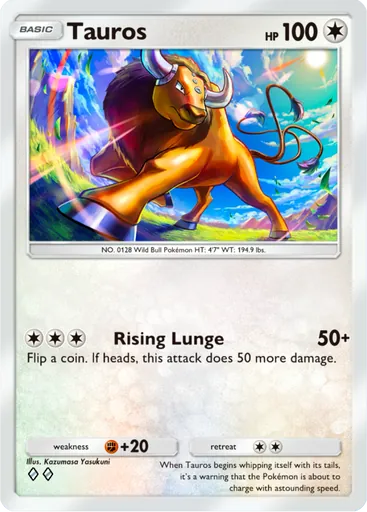 BASIC Tauros HP 100
NO. 0128 Wild Bull Pokémon HT: 4'7" WT: 194.9 lbs.
Rising Lunge 50+
Flip a coin. If heads, this attack does 50 more damage.
weakness +20 retreat
Illus. Kazumasa Yasukuni
When Tauros begins whipping itself with its tails,
it's a warning that the Pokémon is about to
charge with astounding speed.